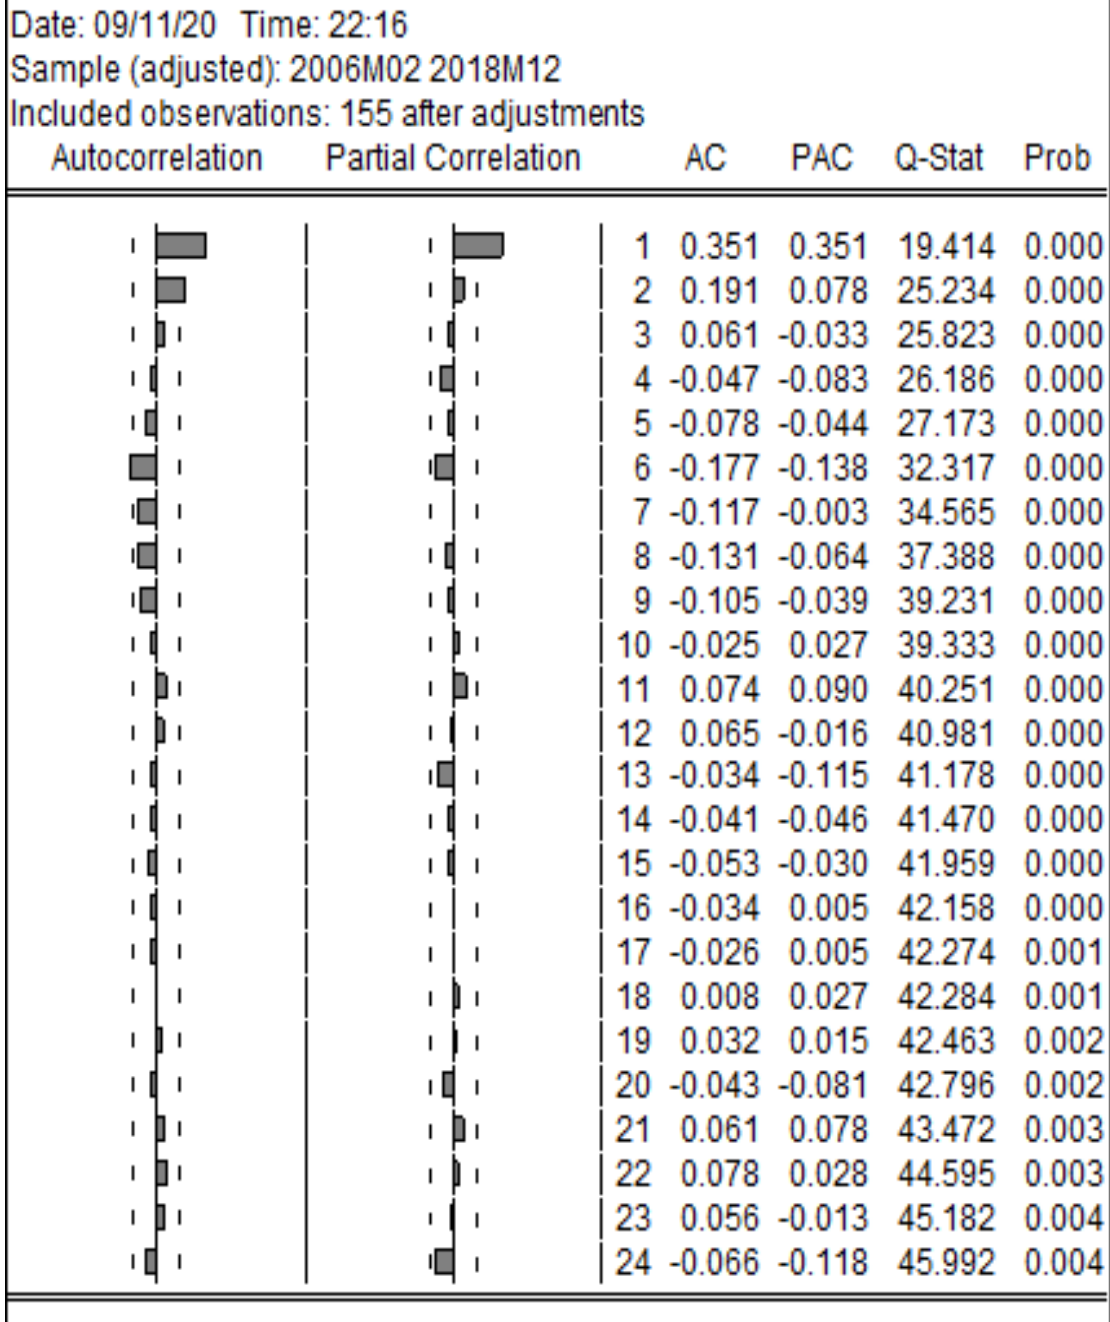 Date: 09/11/20 Time: 22:16
Sample (adjusted): 2006M02 2018M12
Included observations: 155 after adjustments
Autocorrelation Partial Correlation AC PAC Q-Stat Prob
1 0.351 0.351 19.414 0.000
2 0.191 0.078 25.234 0.000
3 0.061 -0.033 25.823 0.000
4 -0.047 -0.083 26.186 0.000
5 -0.078 -0.044 27.173 0.000
6 -0.177 -0.138 32.317 0.000
7 -0.117 -0.003 34.565 0.000
8 -0.131 -0.064 37.388 0.000
9 -0.105 -0.039 39.231 0.000
10 -0.025 0.027 39.333 0.000
11 0.074 0.090 40.251 0.000
12 0.065 -0.016 40.981 0.000
13 -0.034 -0.115 41.178 0.000
14 -0.041 -0.046 41.470 0.000
15 -0.053 -0.030 41.959 0.000
16 -0.034 0.005 42.158 0.000
17 -0.026 0.005 42.274 0.001
18 0.008 0.027 42.284 0.001
19 0.032 0.015 42.463 0.002
20 -0.043 -0.081 42.796 0.002
21 0.061 0.078 43.472 0.003
22 0.078 0.028 44.595 0.003
23 0.056 -0.013 45.182 0.004
24 -0.066 -0.118 45.992 0.004